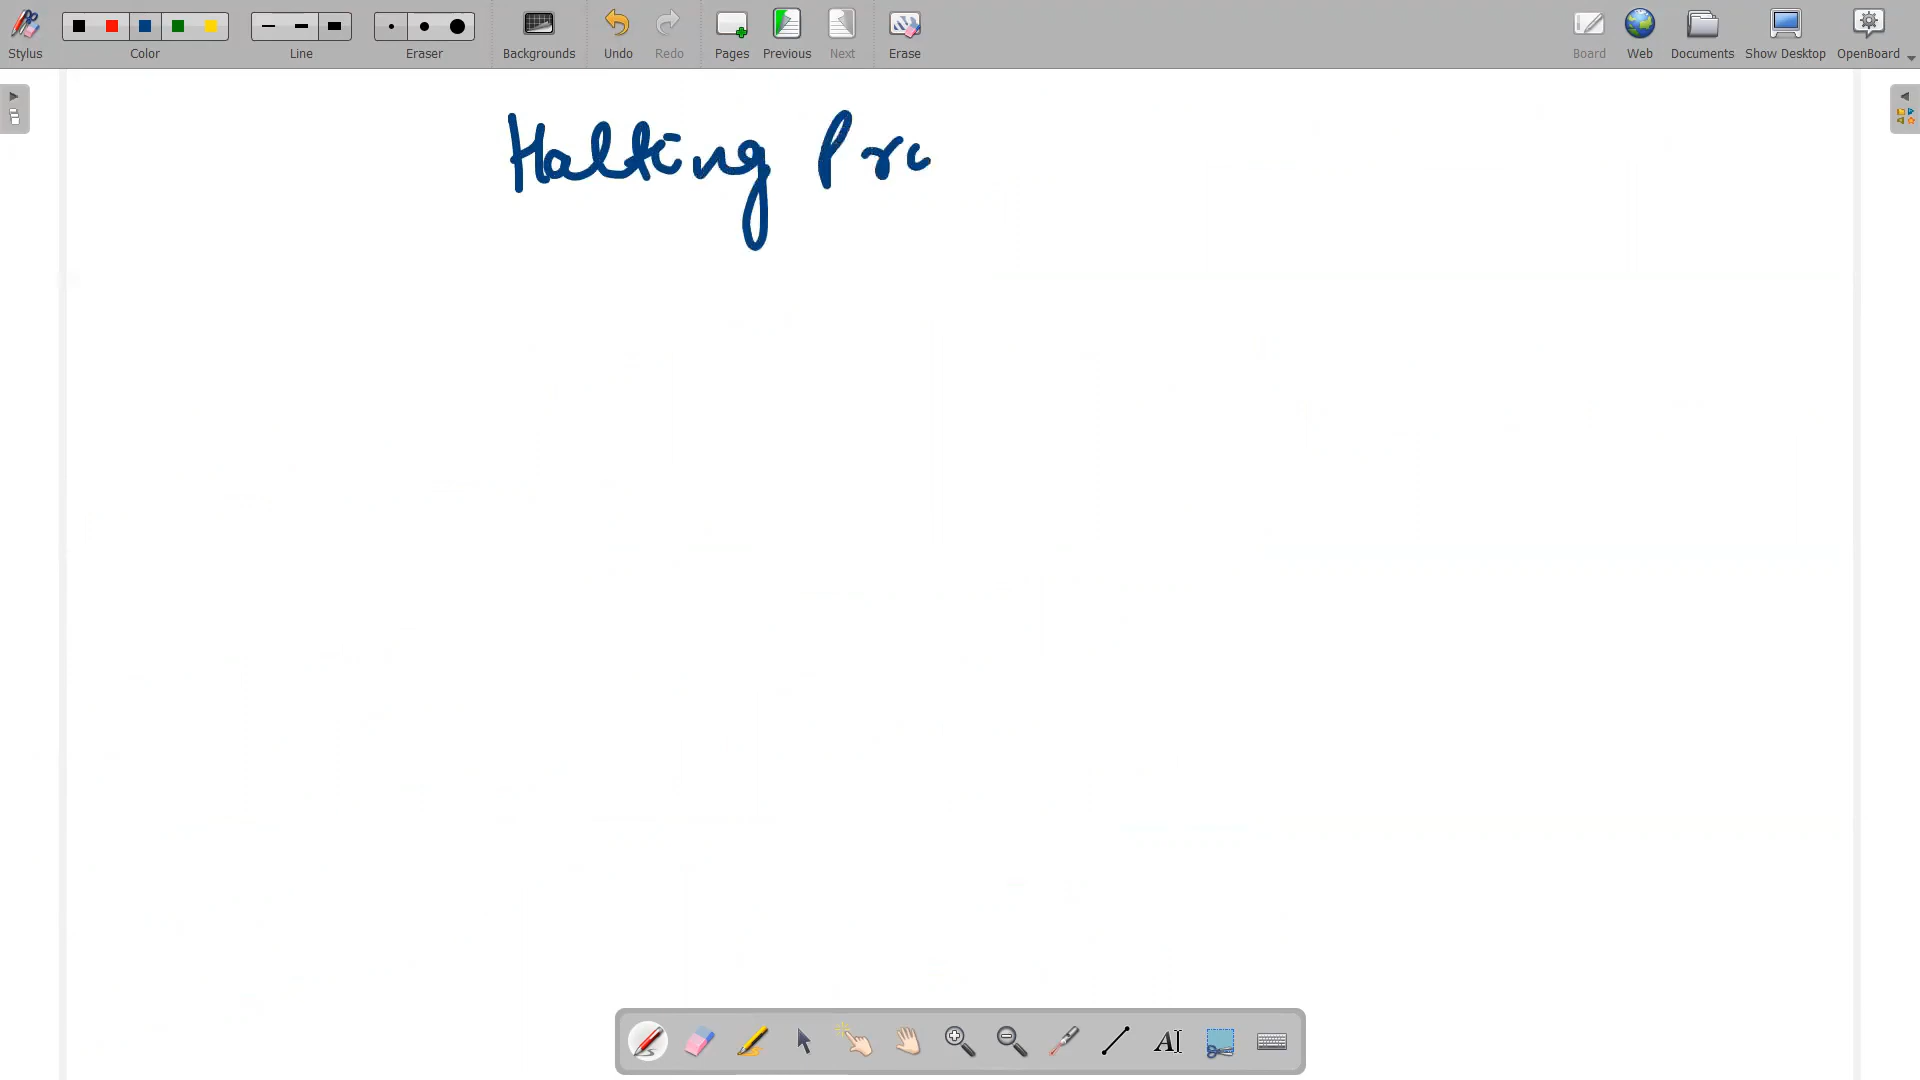 Stylus Color Line Eraser Backgrounds Undo Redo Pages Previous Next Erase Board Web Documents Show Desktop OpenBoard
Halting Pro
A